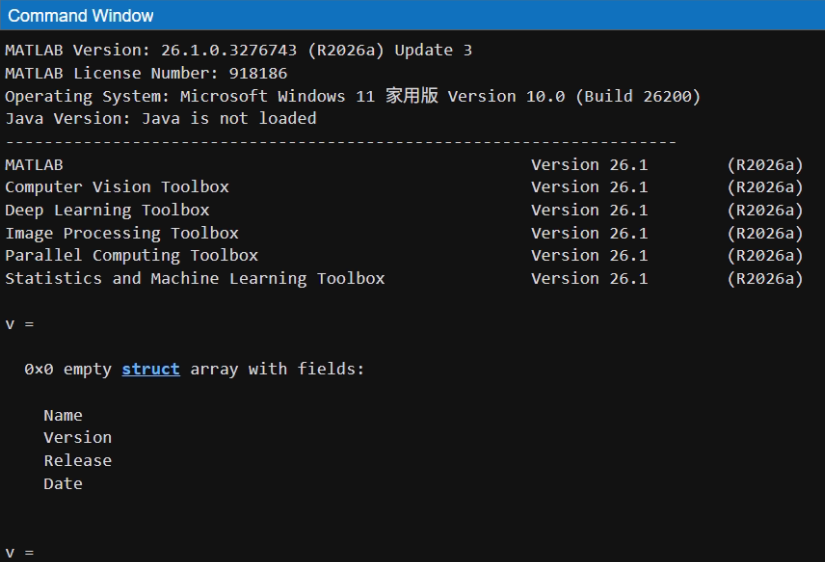 Command Window
MATLAB Version: 26.1.0.3276743 (R2026a) Update 3
MATLAB License Number: 918186
Operating System: Microsoft Windows 11 家用版 Version 10.0 (Build 26200)
Java Version: Java is not loaded
---------------------------------------------------------------------
MATLAB Version 26.1 (R2026a)
Computer Vision Toolbox Version 26.1 (R2026a)
Deep Learning Toolbox Version 26.1 (R2026a)
Image Processing Toolbox Version 26.1 (R2026a)
Parallel Computing Toolbox Version 26.1 (R2026a)
Statistics and Machine Learning Toolbox Version 26.1 (R2026a)
v =
0×0 empty struct array with fields:
Name
Version
Release
Date
v =